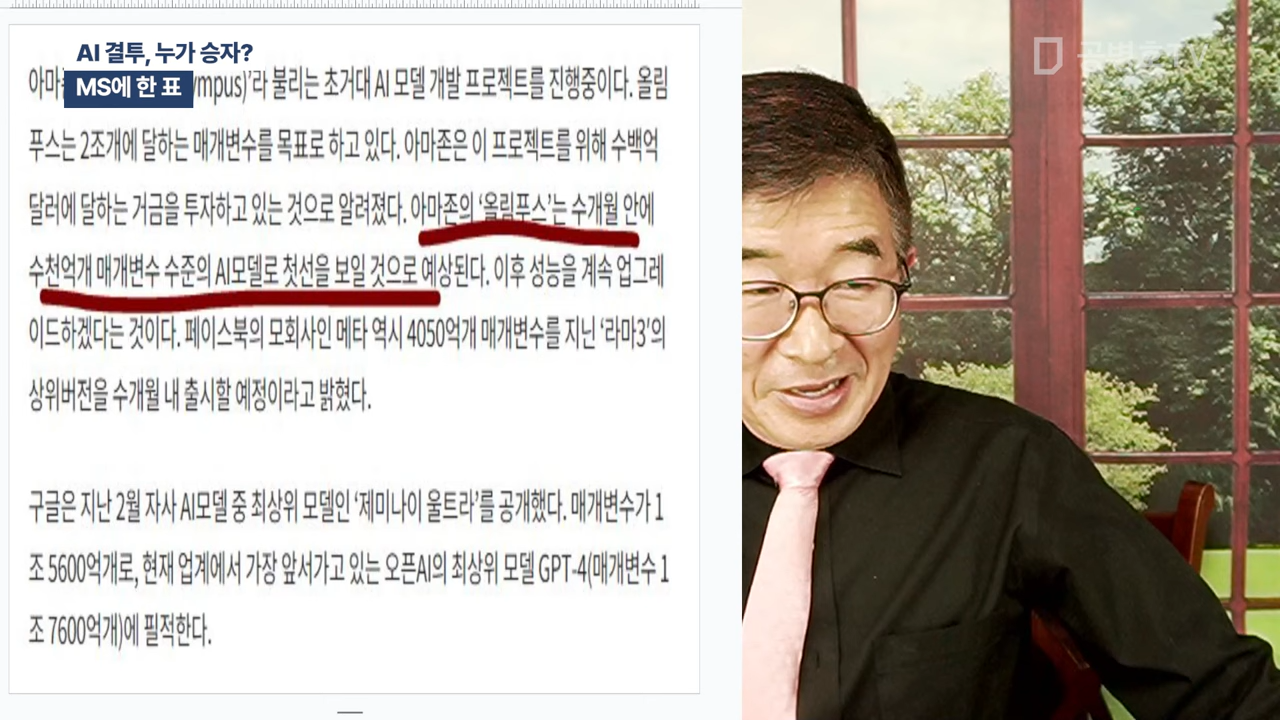 AI 결투, 누가 승자?
MS에 한 표
ympus)’라 불리는 초거대 AI 모델 개발 프로젝트를 진행중이다. 올림
푸스는 2조개에 달하는 매개변수를 목표로 하고 있다. 아마존은 이 프로젝트를 위해 수백억
달러에 달하는 거금을 투자하고 있는 것으로 알려졌다. 아마존의 ‘올림푸스’는 수개월 안에
수천억개 매개변수 수준의 AI모델로 첫선을 보일 것으로 예상된다. 이후 성능을 계속 업그레
이드하겠다는 것이다. 페이스북의 모회사인 메타 역시 4050억개 매개변수를 지닌 ‘라마3’의
상위버전을 수개월 내 출시할 예정이라고 밝혔다.
구글은 지난 2월 자사 AI모델 중 최상위 모델인 ‘제미나이 울트라’를 공개했다. 매개변수가 1
조 5600억개로, 현재 업계에서 가장 앞서가고 있는 오픈AI의 최상위 모델 GPT-4(매개변수 1
조 7600억개)에 필적한다.